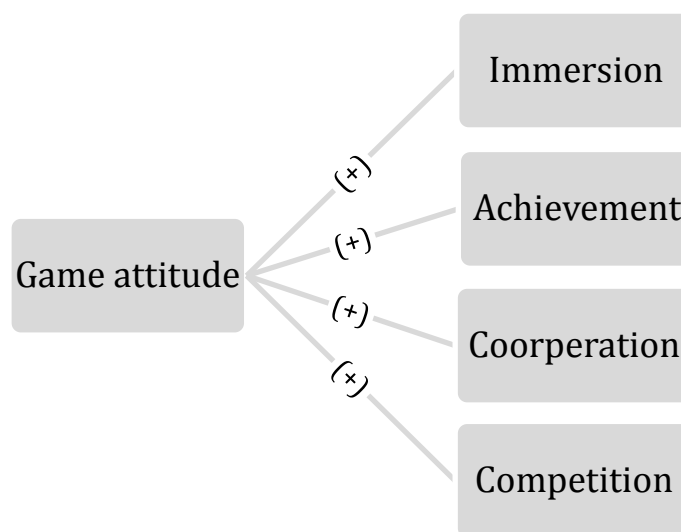 Immersion
(+)
Achievement
(+)
Game attitude
(+)
Coorperation
(+)
Competition